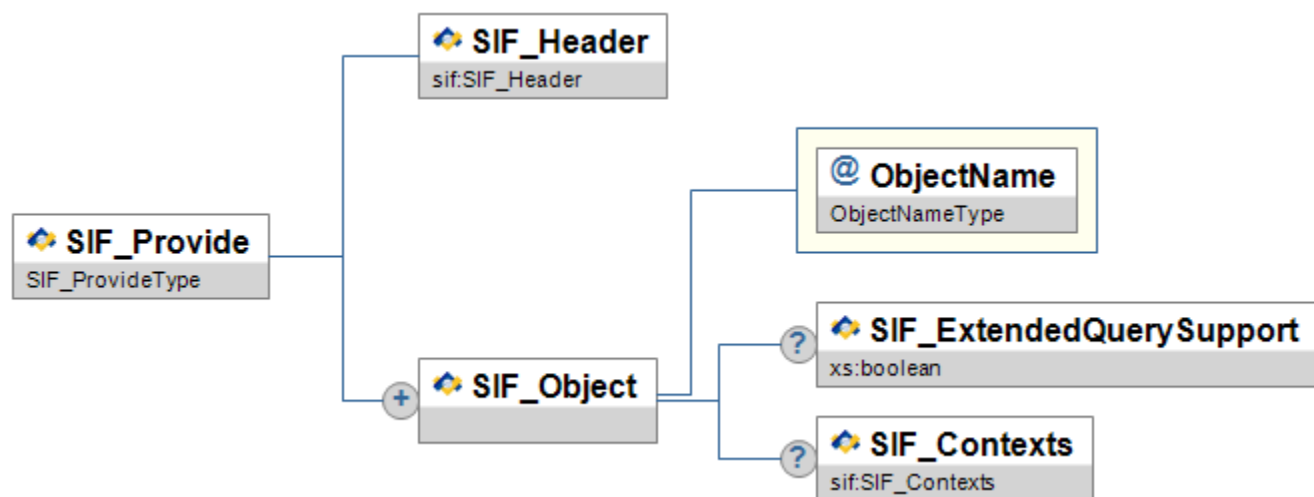 SIF_Header
sif:SIF_Header
@ ObjectName
ObjectNameType
SIF_Provide
SIF_ProvideType
? SIF_ExtendedQuerySupport
xs:boolean
+ SIF_Object
? SIF_Contexts
sif:SIF_Contexts